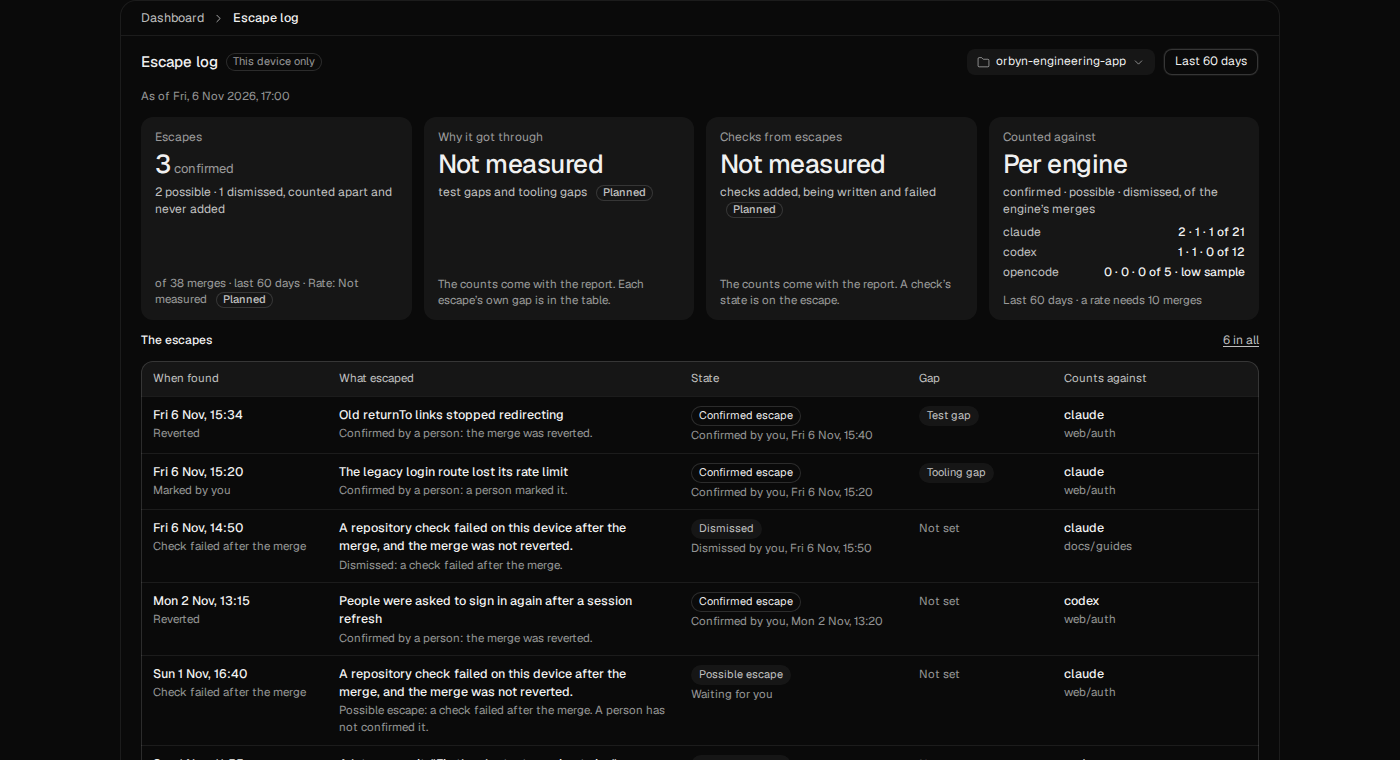 Dashboard > Escape log
Escape log This device only
orbyn-engineering-app Last 60 days
As of Fri, 6 Nov 2026, 17:00
Escapes
3 confirmed
2 possible · 1 dismissed, counted apart and
never added
of 38 merges · last 60 days · Rate: Not
measured Planned
Why it got through
Not measured
test gaps and tooling gaps Planned
The counts come with the report. Each
escape's own gap is in the table.
Checks from escapes
Not measured
checks added, being written and failed
Planned
The counts come with the report. A check's
state is on the escape.
Counted against
Per engine
confirmed · possible · dismissed, of the
engine's merges
claude 2 · 1 · 1 of 21
codex 1 · 1 · 0 of 12
opencode 0 · 0 · 0 of 5 · low sample
Last 60 days · a rate needs 10 merges
The escapes 6 in all
When found What escaped State Gap Counts against
Fri 6 Nov, 15:34 Old returnTo links stopped redirecting Confirmed escape Test gap claude
Reverted Confirmed by a person: the merge was reverted. Confirmed by you, Fri 6 Nov, 15:40 web/auth
Fri 6 Nov, 15:20 The legacy login route lost its rate limit Confirmed escape Tooling gap claude
Marked by you Confirmed by a person: a person marked it. Confirmed by you, Fri 6 Nov, 15:20 web/auth
Fri 6 Nov, 14:50 A repository check failed on this device after the Dismissed Not set claude
Check failed after the merge merge, and the merge was not reverted. Dismissed by you, Fri 6 Nov, 15:50 docs/guides
Dismissed: a check failed after the merge.
Mon 2 Nov, 13:15 People were asked to sign in again after a session Confirmed escape Not set codex
Reverted refresh Confirmed by you, Mon 2 Nov, 13:20 web/auth
Confirmed by a person: the merge was reverted.
Sun 1 Nov, 16:40 A repository check failed on this device after the Possible escape Not set claude
Check failed after the merge merge, and the merge was not reverted. Waiting for you web/auth
Possible escape: a check failed after the merge. A person has
not confirmed it.